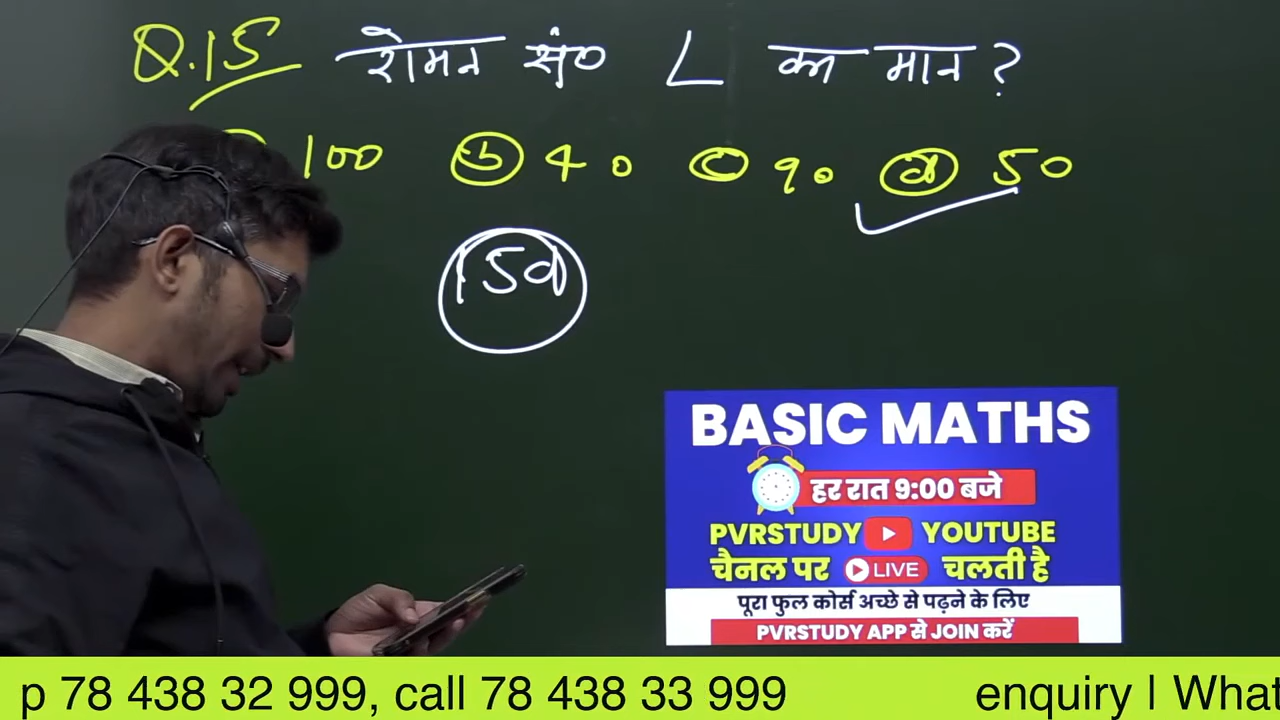 Q.15 रोमन सं० L का मान ?
100 (b) 40 (c) 90 (d) 50
15d
BASIC MATHS
हर रात 9:00 बजे
PVRSTUDY YOUTUBE
चैनल पर LIVE चलती है
पूरा फुल कोर्स अच्छे से पढ़ने के लिए
PVRSTUDY APP से JOIN करें
p 78 438 32 999, call 78 438 33 999 enquiry I What